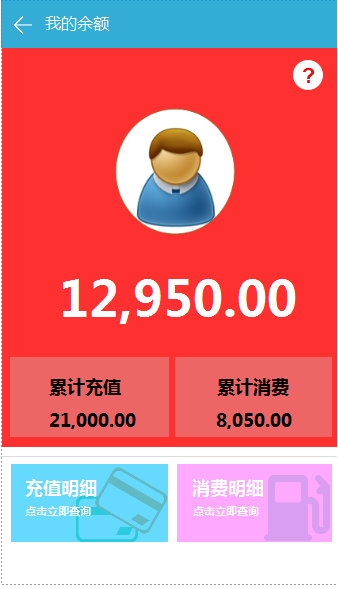 我的余额
?
12,950.00
累计充值
21,000.00
累计消费
8,050.00
充值明细
点击立即查询
消费明细
点击立即查询